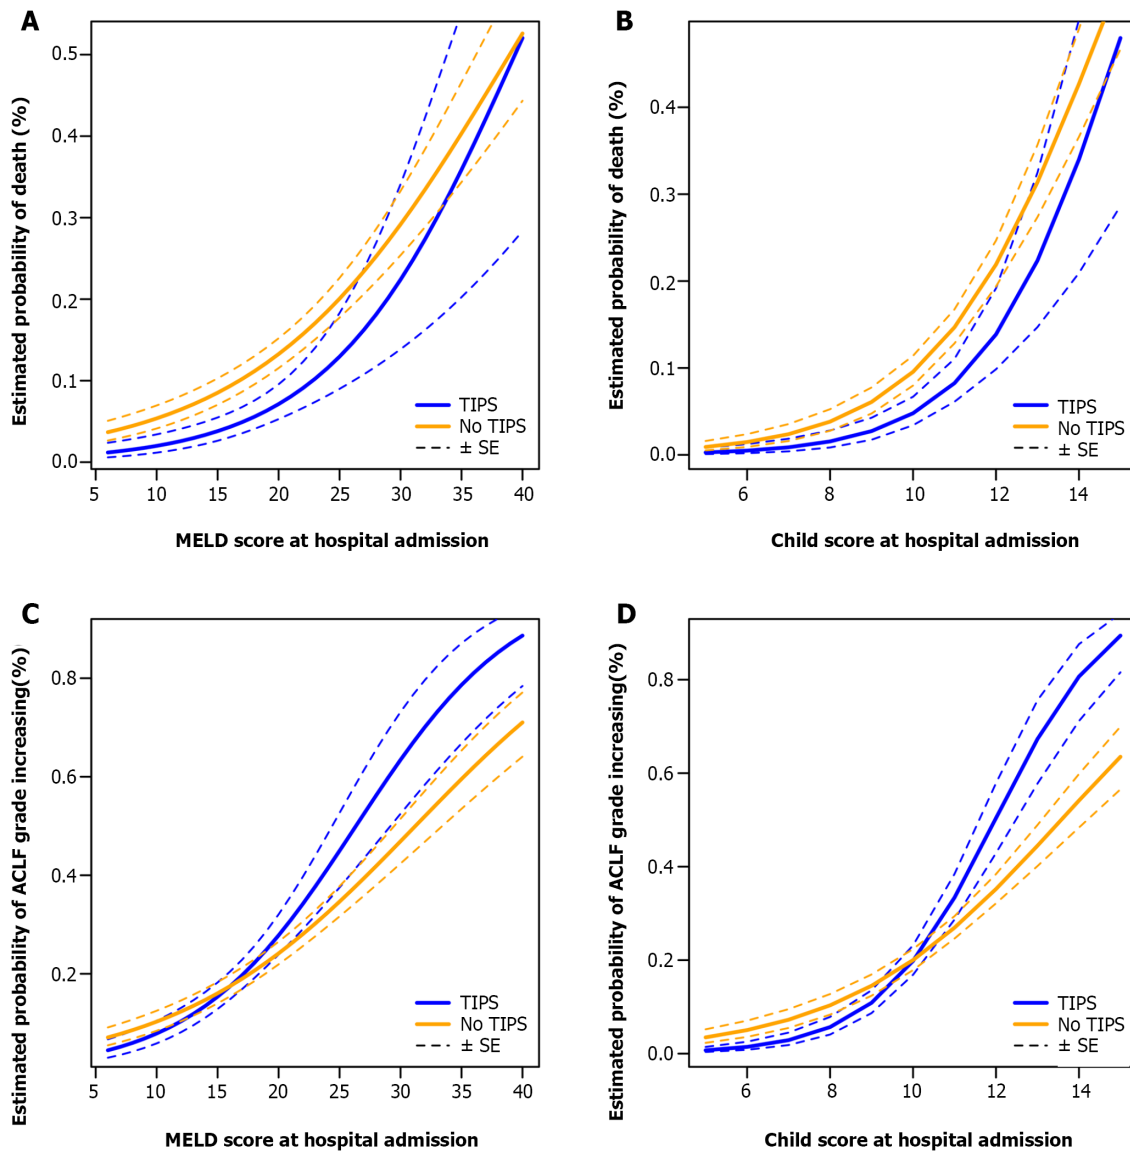 A
Estimated probability of death (%)
0.5
0.4
0.3
0.2
0.1
0.0
TIPS
No TIPS
± SE
5 10 15 20 25 30 35 40
MELD score at hospital admission
B
Estimated probability of death (%)
0.4
0.3
0.2
0.1
0.0
TIPS
No TIPS
± SE
6 8 10 12 14
Child score at hospital admission
C
Estimated probability of ACLF grade increasing(%)
0.8
0.6
0.4
0.2
TIPS
No TIPS
± SE
5 10 15 20 25 30 35 40
MELD score at hospital admission
D
Estimated probability of ACLF grade increasing(%)
0.8
0.6
0.4
0.2
0.0
TIPS
No TIPS
± SE
6 8 10 12 14
Child score at hospital admission